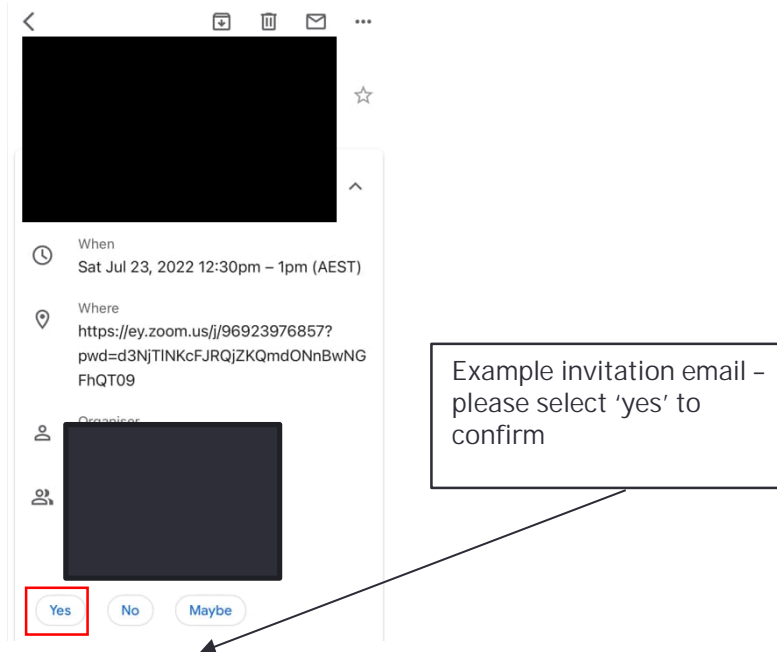 When
Sat Jul 23, 2022 12:30pm – 1pm (AEST)
Where
https://ey.zoom.us/j/96923976857?
pwd=d3NjTlNKcFJRQjZKQmdONnBwNG
FhQT09
Organiser
Yes
No
Maybe
Example invitation email –
please select ‘yes’ to
confirm